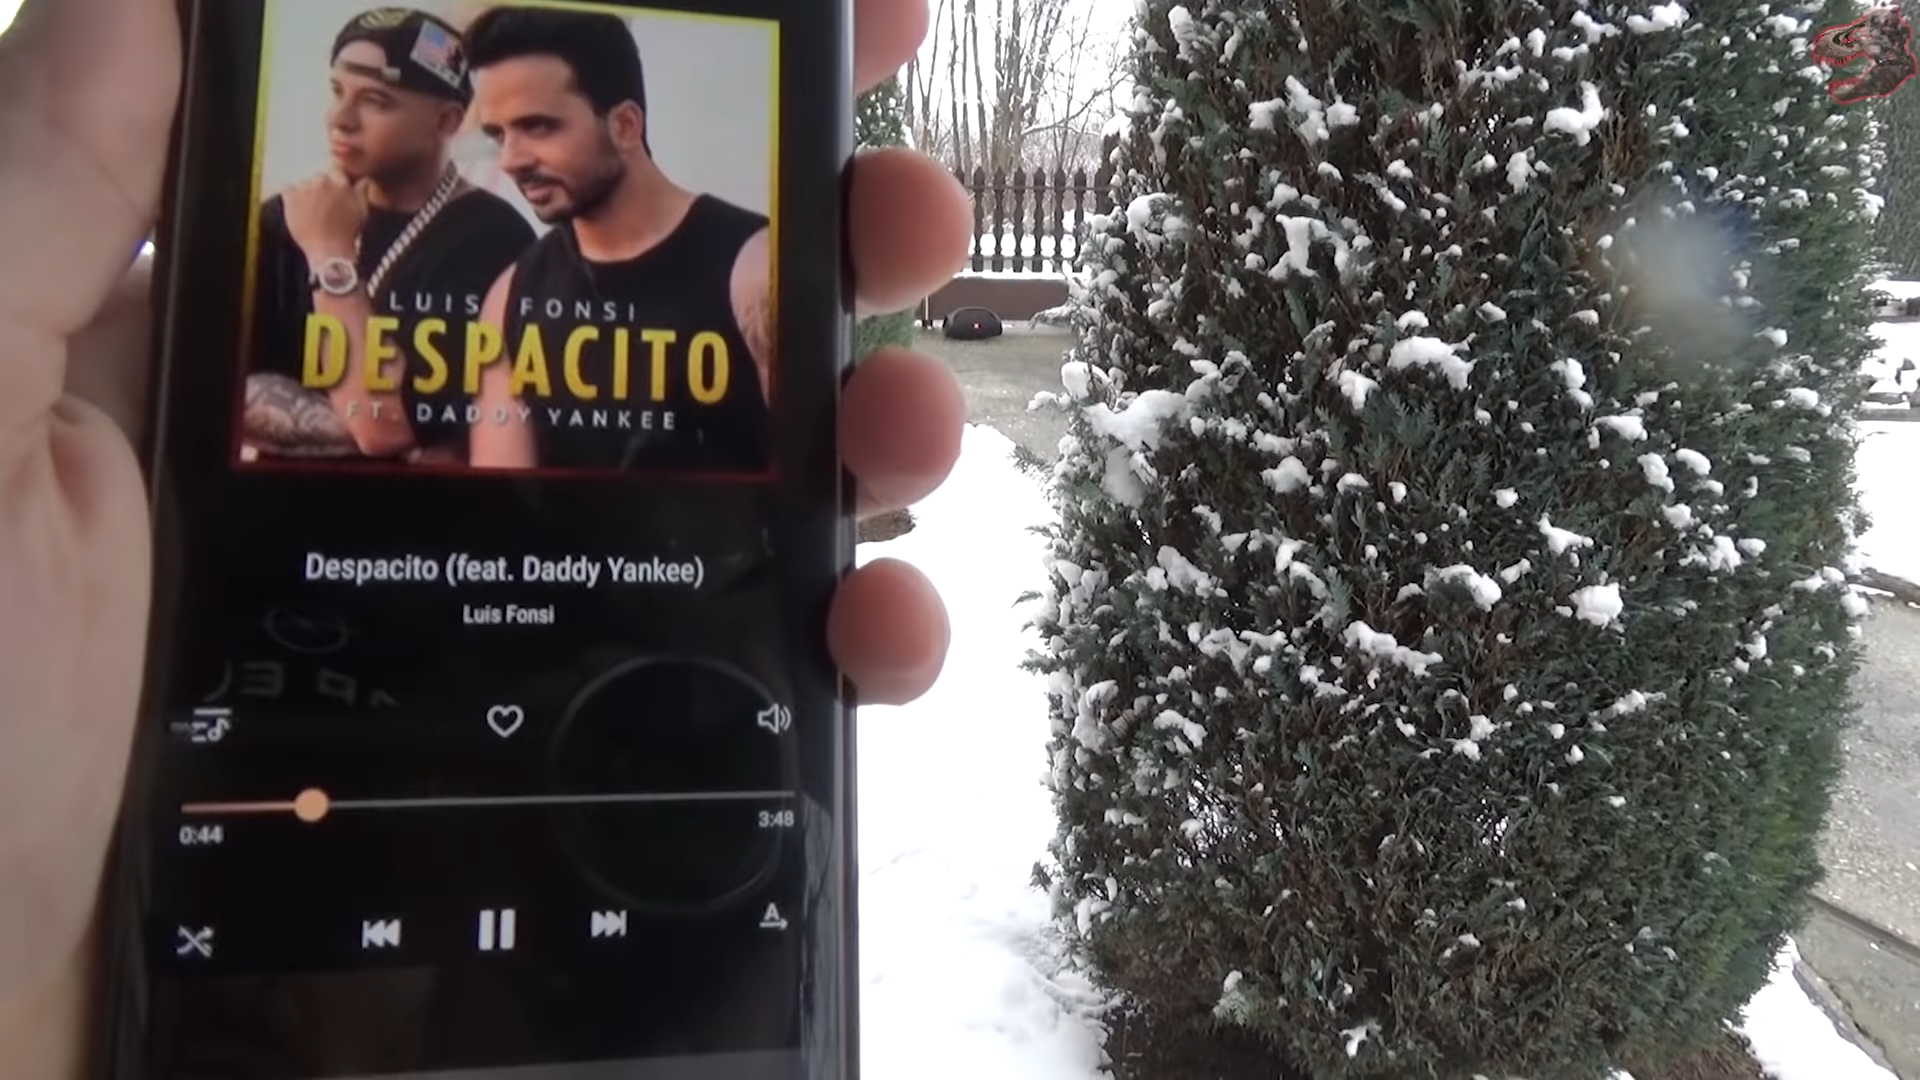 LUIS FONSI
DESPACITO
FT. DADDY YANKEE
Despacito (feat. Daddy Yankee)
Luis Fonsi
0:44
3:48
A